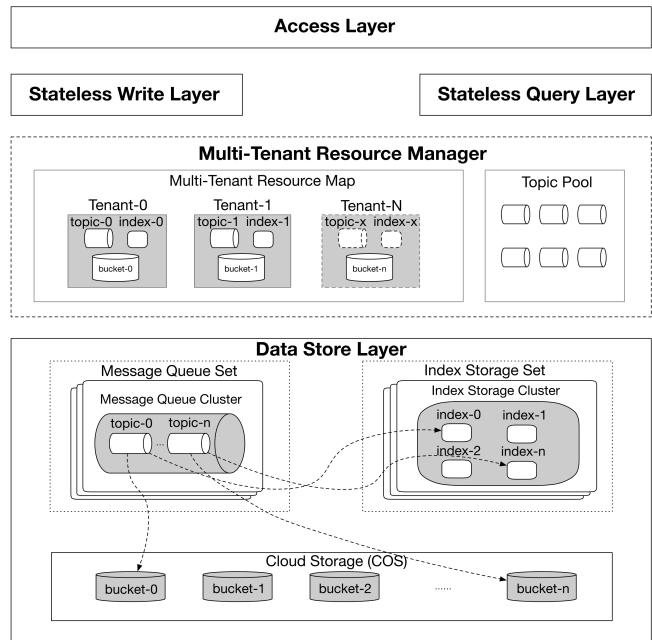 Access Layer
Stateless Write Layer
Stateless Query Layer
Multi-Tenant Resource Manager
Multi-Tenant Resource Map
Topic Pool
Tenant-0
Tenant-1
Tenant-N
topic-0 index-0
topic-1 index-1
topic-x index-x
bucket-0
bucket-1
bucket-n
Data Store Layer
Message Queue Set
Index Storage Set
Message Queue Cluster
Index Storage Cluster
topic-0 topic-n
...
index-0 index-1
index-2 index-n
Cloud Storage (COS)
bucket-0
bucket-1
bucket-2
......
bucket-n